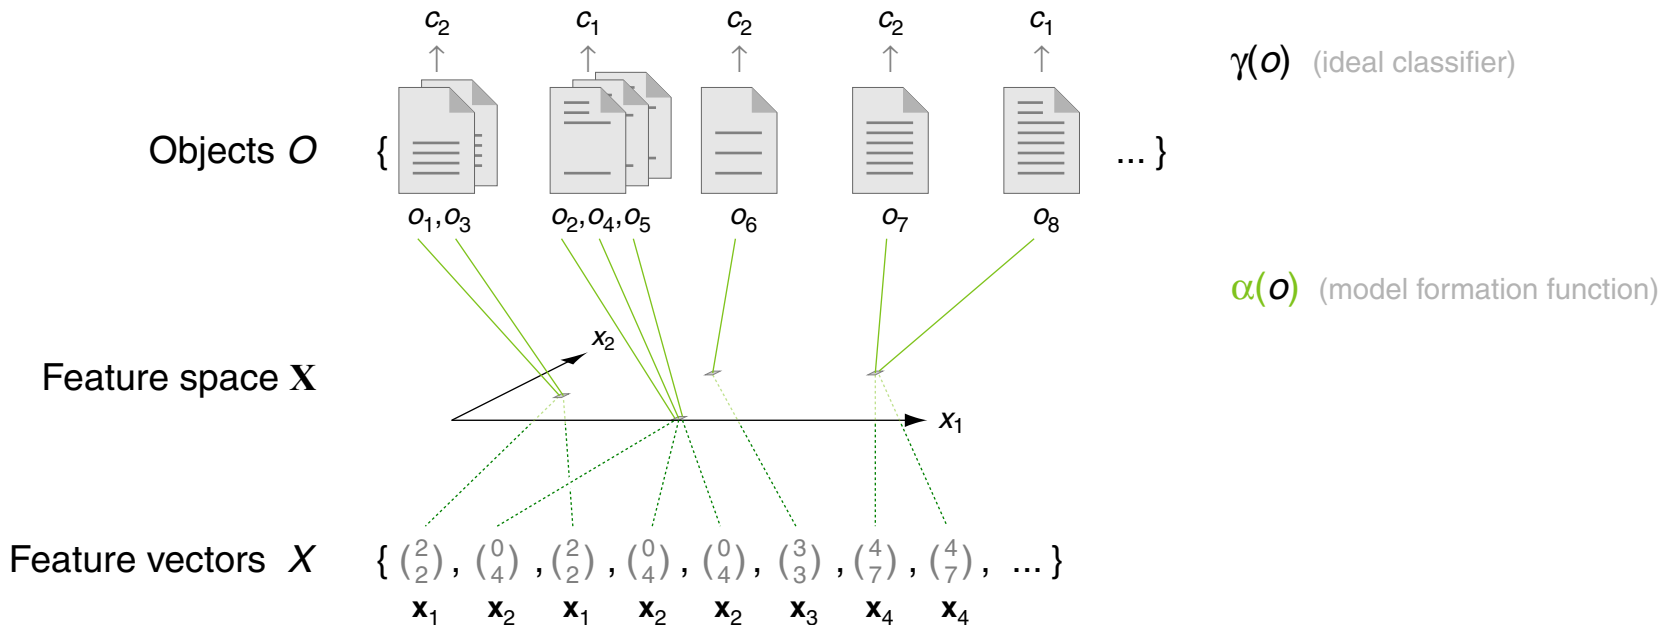 c₂ c₁ c₂ c₂ c₁
γ(o) (ideal classifier)
Objects O { ... }
o₁,o₃ o₂,o₄,o₅ o₆ o₇ o₈
α(o) (model formation function)
x₂
Feature space X
x₁
Feature vectors X { (2 2) , (0 4) , (2 2) , (0 4) , (0 4) , (3 3) , (4 7) , (4 7) , ... }
x₁ x₂ x₁ x₂ x₂ x₃ x₄ x₄